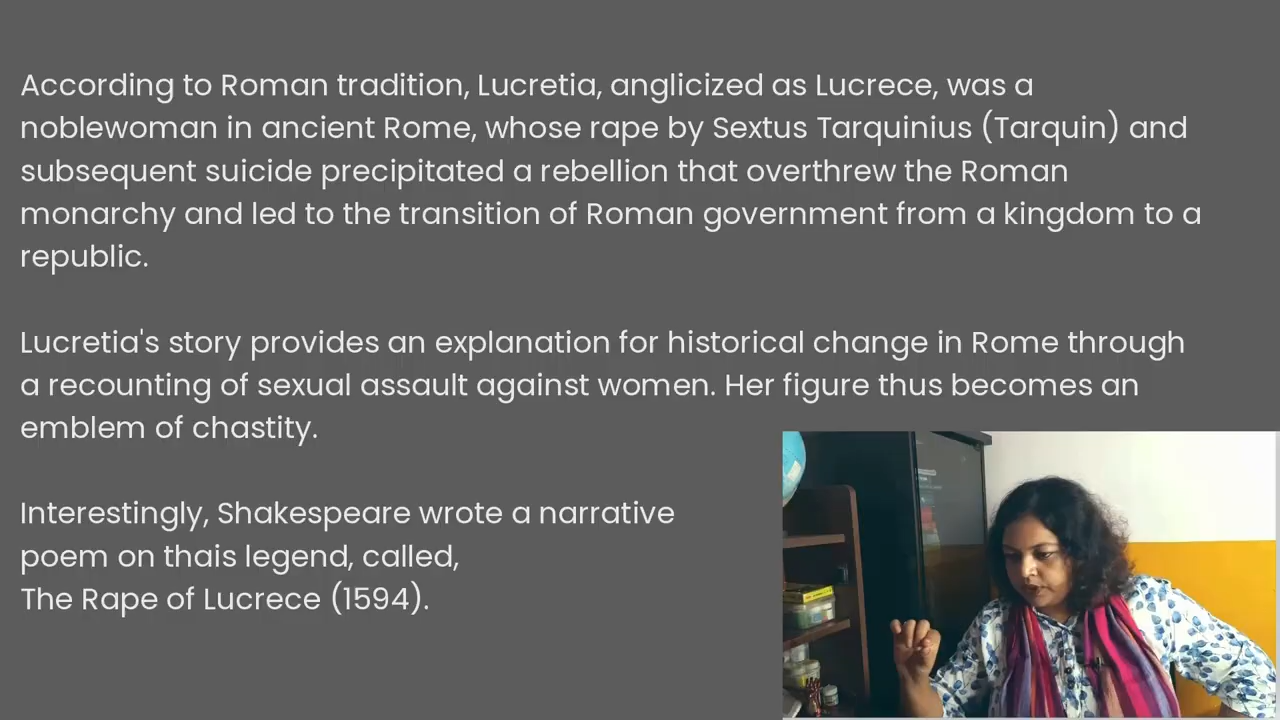 According to Roman tradition, Lucretia, anglicized as Lucrece, was a
noblewoman in ancient Rome, whose rape by Sextus Tarquinius (Tarquin) and
subsequent suicide precipitated a rebellion that overthrew the Roman
monarchy and led to the transition of Roman government from a kingdom to a
republic.
Lucretia's story provides an explanation for historical change in Rome through
a recounting of sexual assault against women. Her figure thus becomes an
emblem of chastity.
Interestingly, Shakespeare wrote a narrative
poem on thais legend, called,
The Rape of Lucrece (1594).